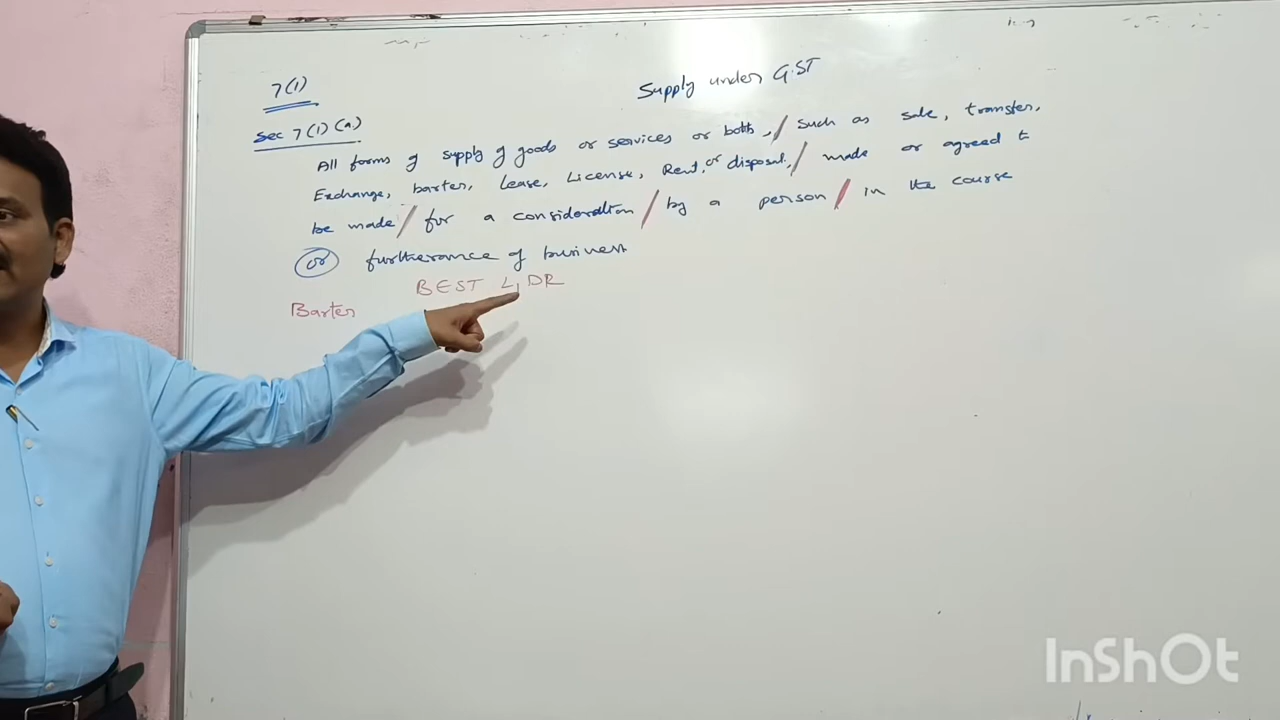 Supply under G.ST
7(1)
Sec 7(1)(a)
All forms of supply of goods or services or both, / such as sale, transfer,
Exchange, barter, Lease, License, Rent, or disposal, / made or agreed to
be made / for a consideration / by a person / in the course
or furtherance of business
BEST L DR
Barter
InShOt